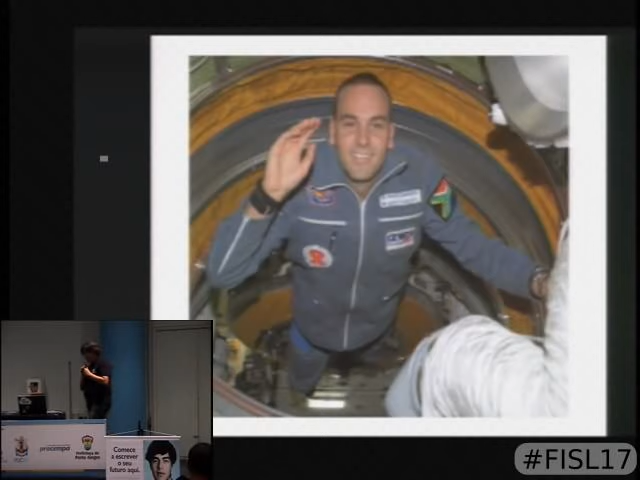 procempa
Prefeitura de
Porto Alegre
Comece
a escrever
o seu
futuro aqui.
#FISL17